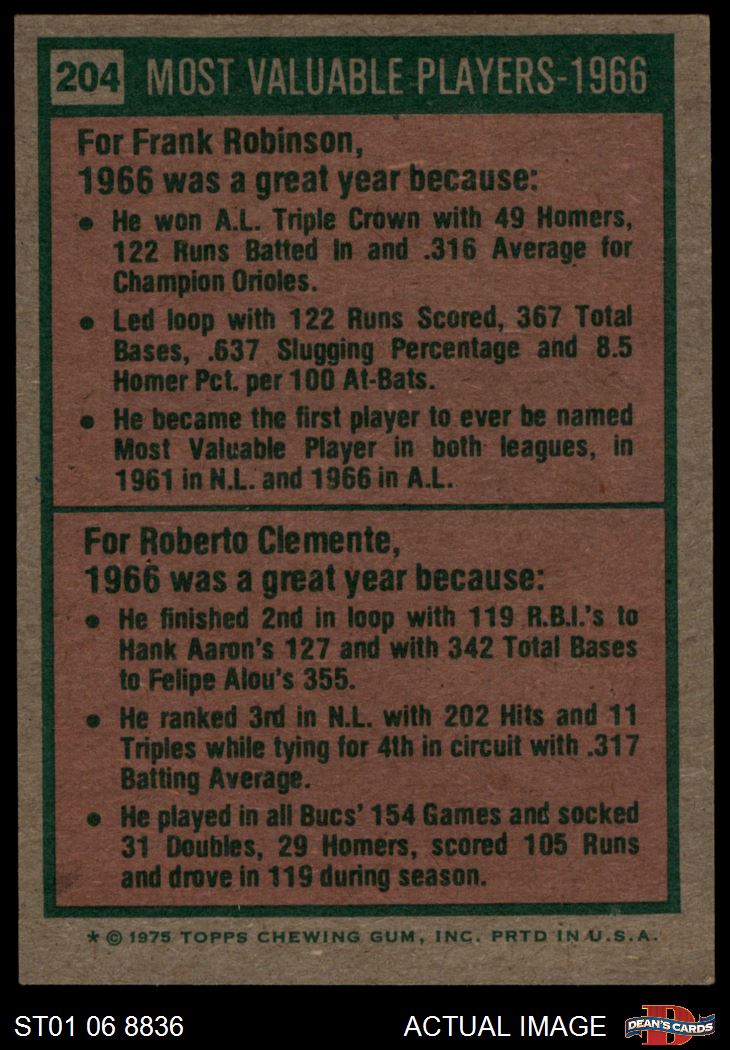 204 MOST VALUABLE PLAYERS-1966
For Frank Robinson,
1966 was a great year because:
● He won A.L. Triple Crown with 49 Homers,
122 Runs Batted In and .316 Average for
Champion Orioles.
● Led loop with 122 Runs Scored, 367 Total
Bases, .637 Slugging Percentage and 8.5
Homer Pct. per 100 At-Bats.
● He became the first player to ever be named
Most Valuable Player in both leagues, in
1961 in N.L. and 1966 in A.L.
For Roberto Clemente,
1966 was a great year because:
● He finished 2nd in loop with 119 R.B.I.'s to
Hank Aaron's 127 and with 342 Total Bases
to Felipe Alou's 355.
● He ranked 3rd in N.L. with 202 Hits and 11
Triples while tying for 4th in circuit with .317
Batting Average.
● He played in all Bucs' 154 Games and socked
31 Doubles, 29 Homers, scored 105 Runs
and drove in 119 during season.
* © 1975 TOPPS CHEWING GUM, INC. PRTD IN U.S.A.
ST01 06 8836 ACTUAL IMAGE D DEAN'S CARDS